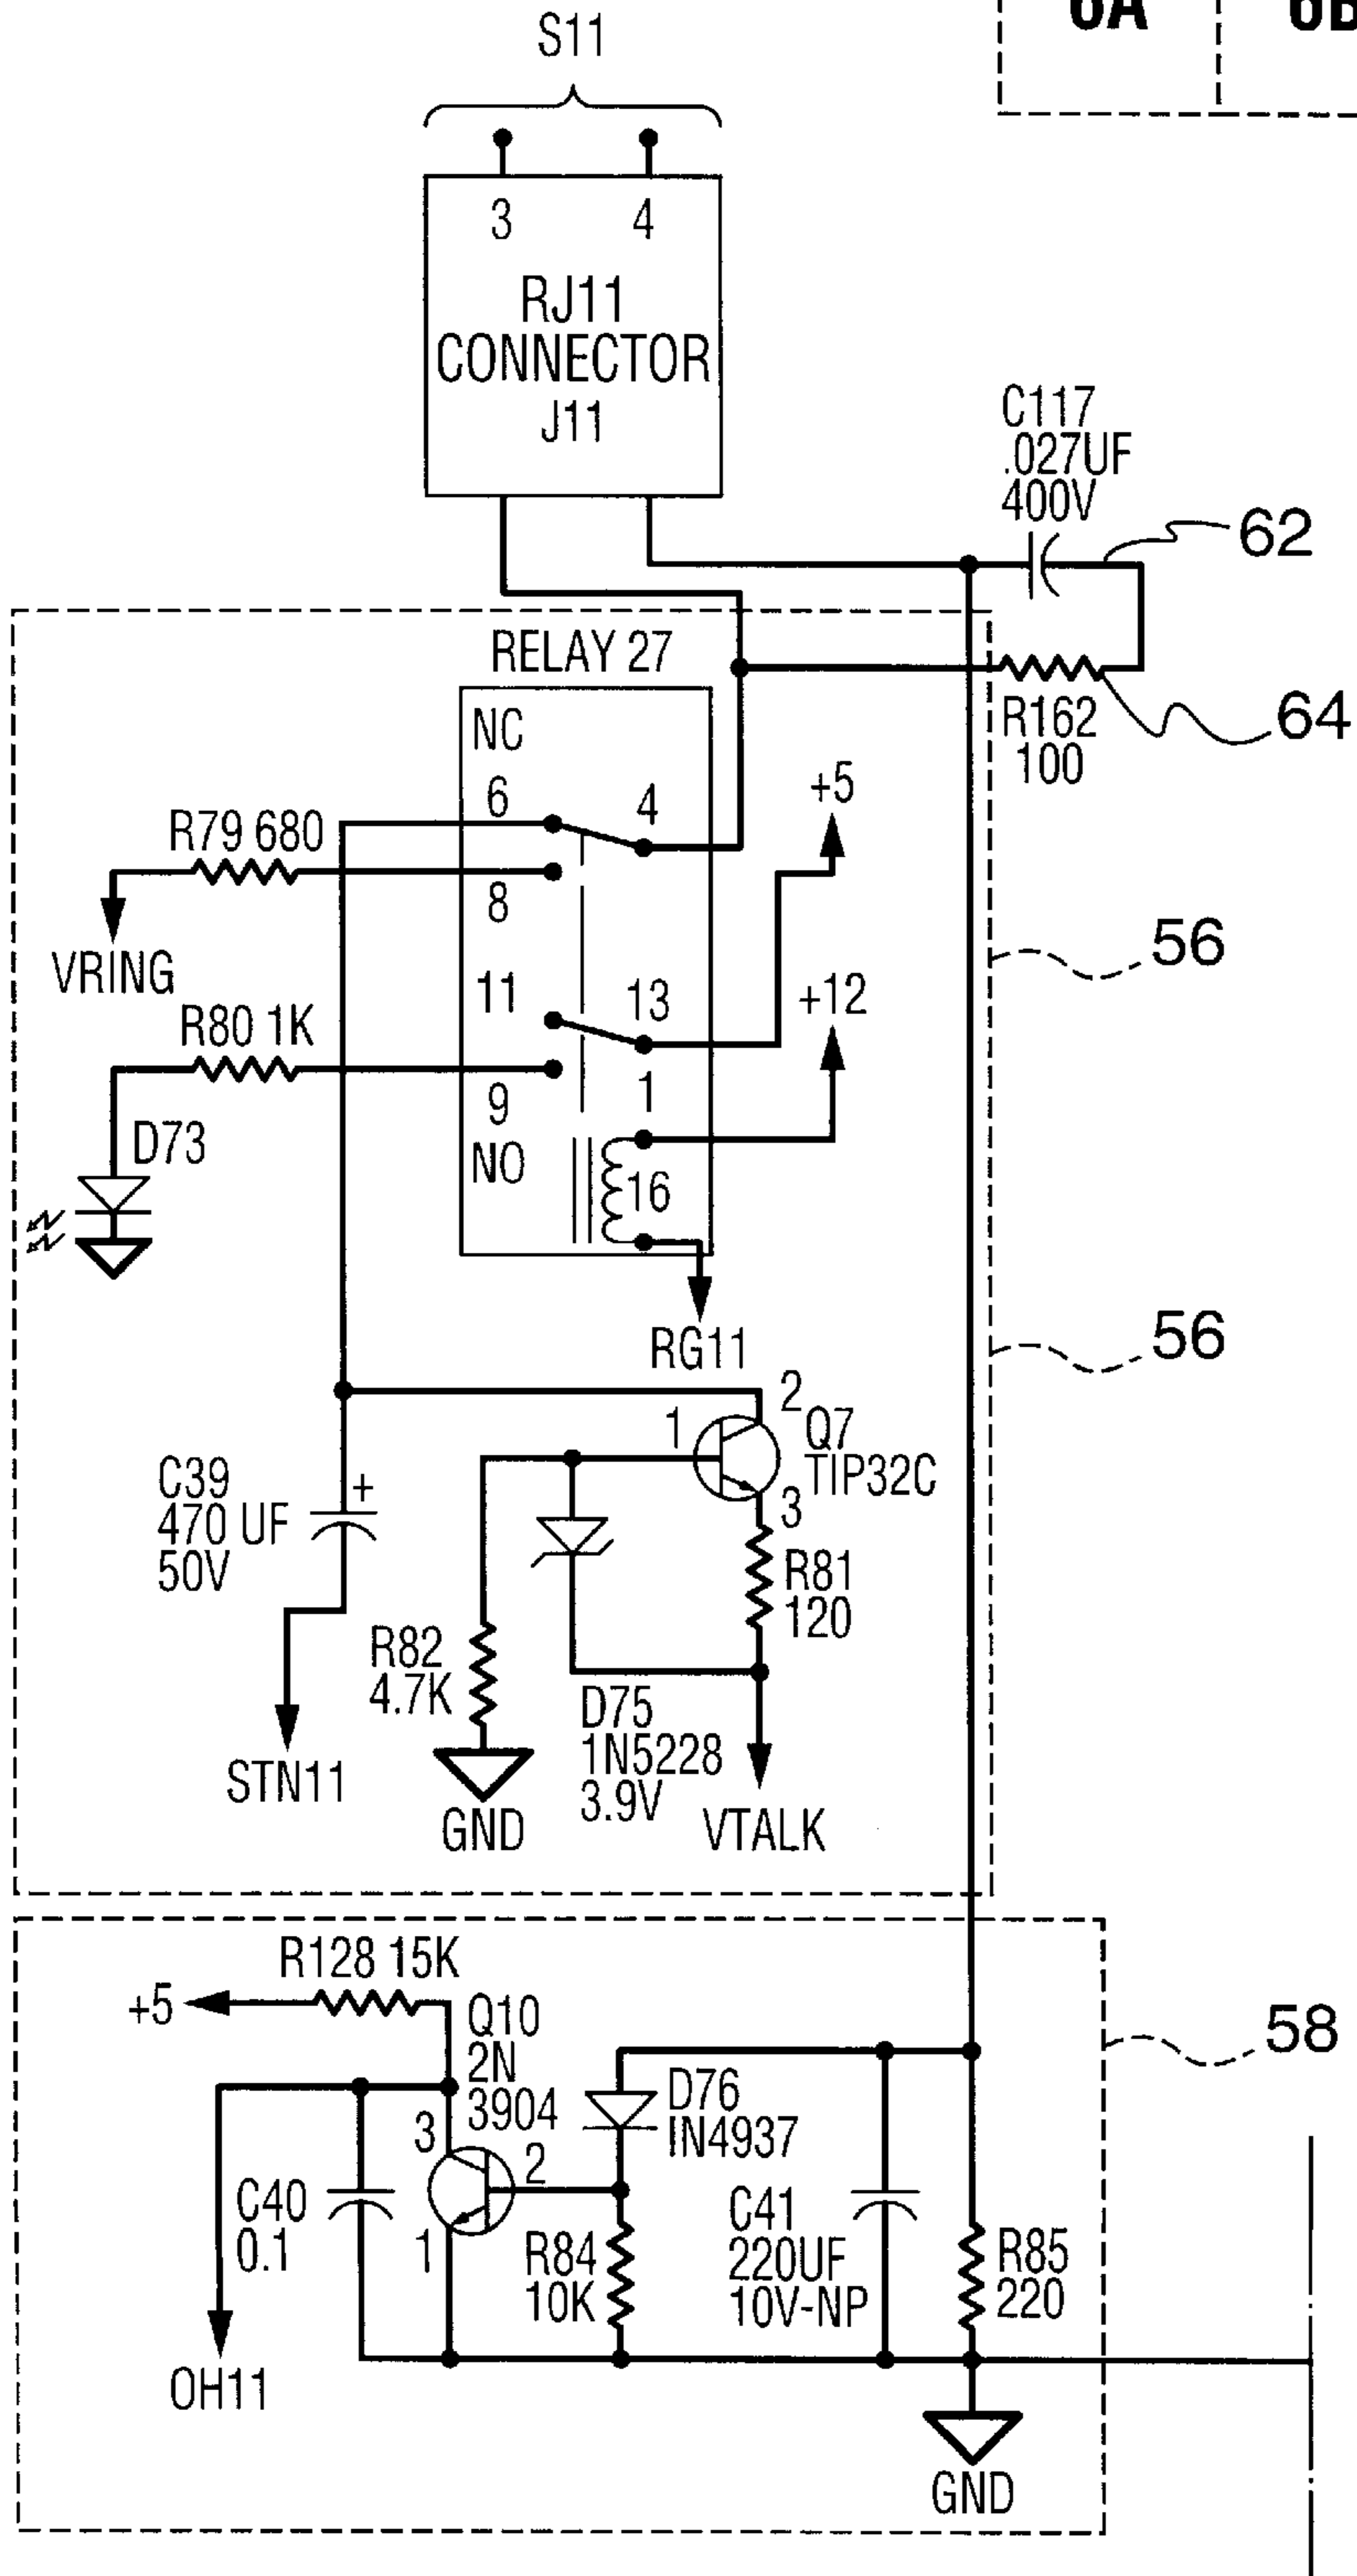 6A 6B
S11
3 4
RJ11
CONNECTOR
J11
C117
.027UF
400V
62
RELAY 27
64
R162
100
NC
6 4
+5
R79 680
8
56
VRING
11 13
+12
R80 1K
1
9
D73
NO
16
RG11
56
2
1
Q7
TIP32C
C39
470 UF
50V
+
3
R81
120
R82
4.7K
D75
1N5228
3.9V
STN11
GND
VTALK
R128 15K
+5
Q10
2N
3904
58
D76
IN4937
3
2
C40
0.1
1
R84
10K
C41
220UF
10V-NP
R85
220
OH11
GND